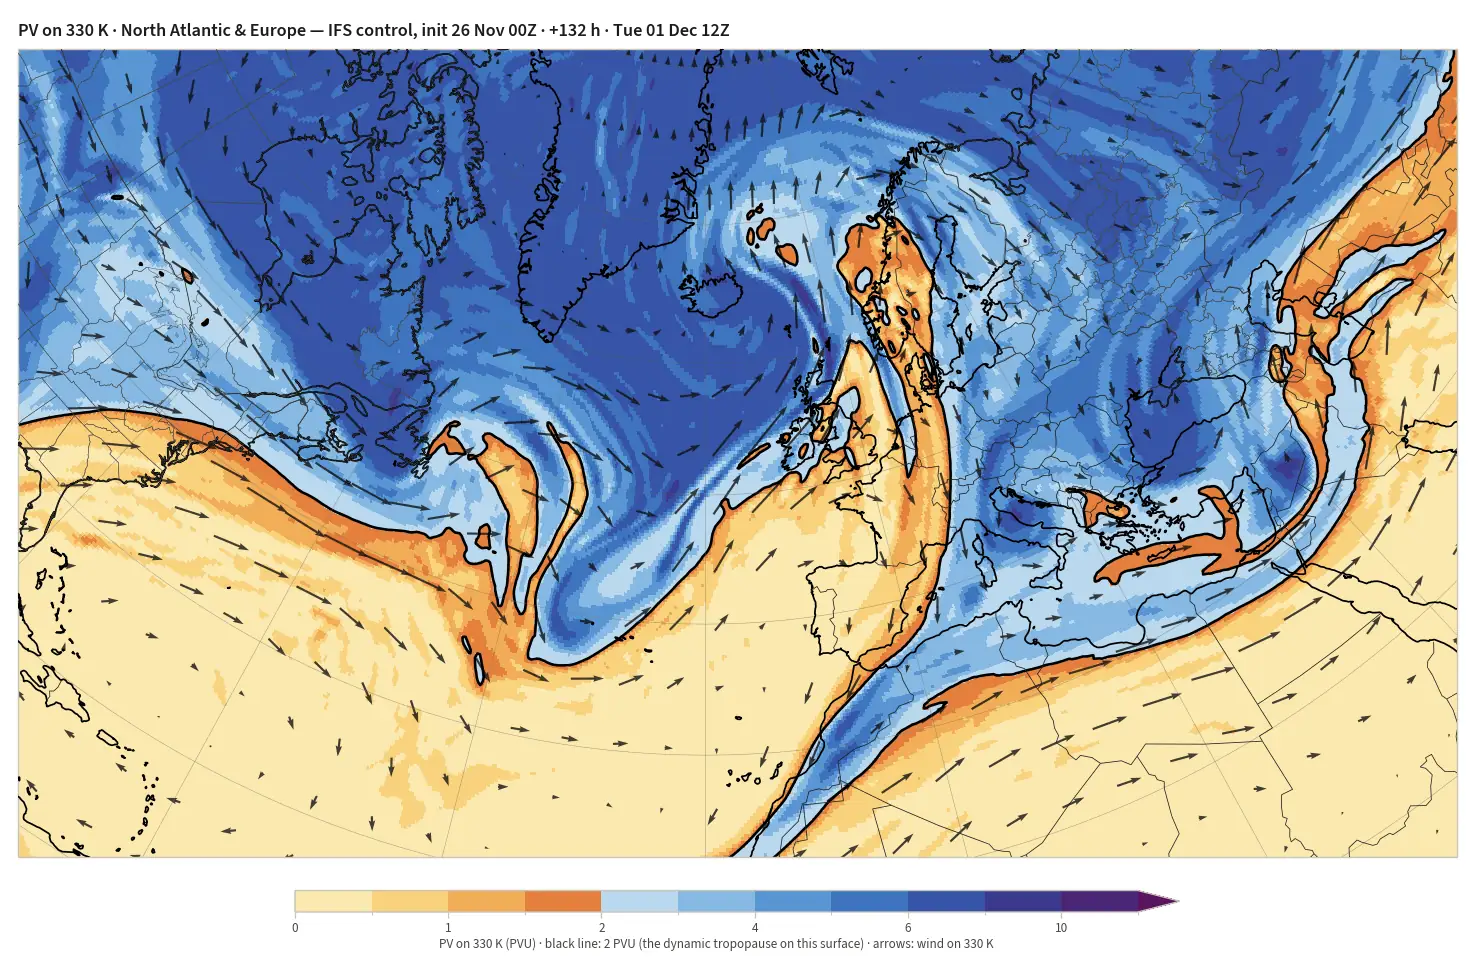 PV on 330 K · North Atlantic & Europe — IFS control, init 26 Nov 00Z · +132 h · Tue 01 Dec 12Z
0 1 2 4 6 10
PV on 330 K (PVU) · black line: 2 PVU (the dynamic tropopause on this surface) · arrows: wind on 330 K